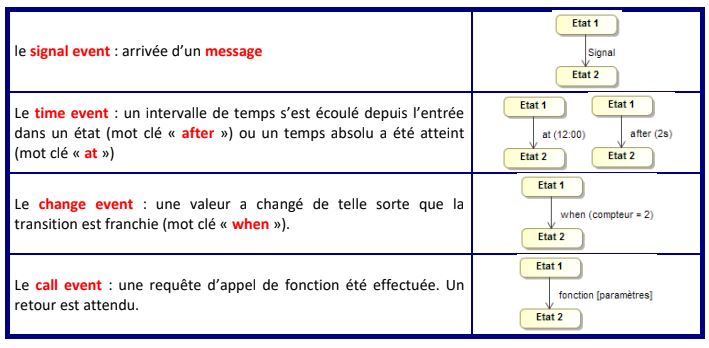 le signal event : arrivée d'un message
Etat 1
Signal
Etat 2
Le time event : un intervalle de temps s'est écoulé depuis l'entrée
dans un état (mot clé « after ») ou un temps absolu a été atteint
(mot clé « at »)
Etat 1
at (12:00)
Etat 2
Etat 1
after (2s)
Etat 2
Le change event : une valeur a changé de telle sorte que la
transition est franchie (mot clé « when »).
Etat 1
when (compteur = 2)
Etat 2
Le call event : une requête d'appel de fonction été effectuée. Un
retour est attendu.
Etat 1
fonction [paramètres]
Etat 2